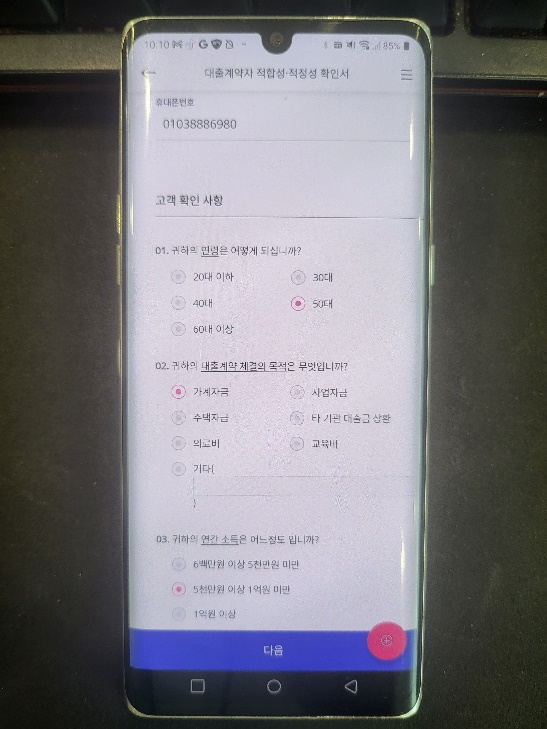 10:10 85%
대출계약자 적합성·적정성 확인서
휴대폰번호
01038886980
고객 확인 사항
01. 귀하의 연령은 어떻게 되십니까?
20대 이하 30대
40대 50대
60대 이상
02. 귀하의 대출계약 체결의 목적은 무엇입니까?
가계자금 사업자금
주택자금 타 기관 대출금 상환
의료비 교육비
기타(
)
03. 귀하의 연간 소득은 어느정도 입니까?
6백만원 이상 5천만원 미만
5천만원 이상 1억원 미만
1억원 이상
다음